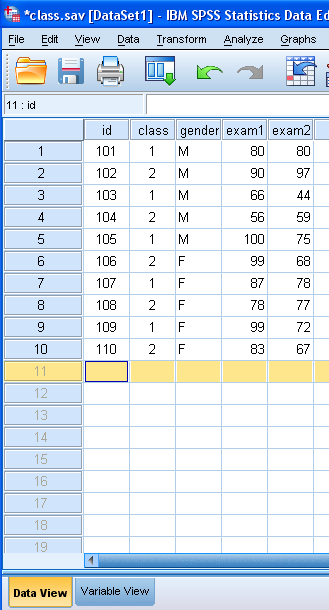 *class.sav [DataSet1] - IBM SPSS Statistics Data Ed
File Edit View Data Transform Analyze Graphs
11 : id
id class gender exam1 exam2
1 101 1 M 80 80
2 102 2 M 90 97
3 103 1 M 66 44
4 104 2 M 56 59
5 105 1 M 100 75
6 106 2 F 99 68
7 107 1 F 87 78
8 108 2 F 78 77
9 109 1 F 99 72
10 110 2 F 83 67
11
12
13
14
15
16
17
18
19
Data View Variable View